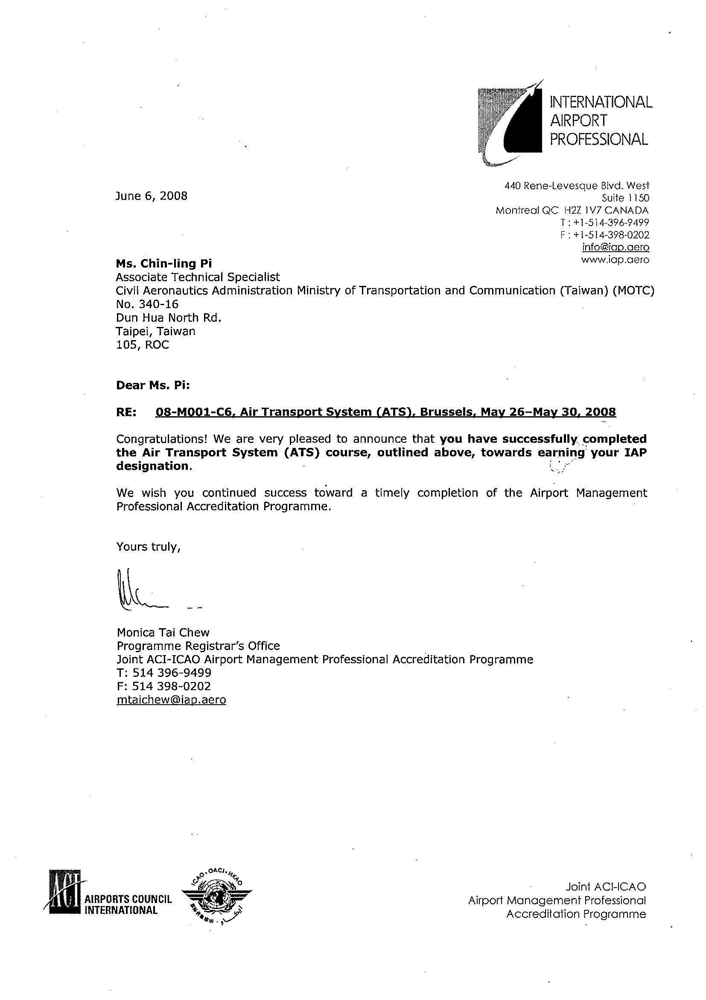 INTERNATIONAL
AIRPORT
PROFESSIONAL
440 Rene-Levesque Blvd. West
Suite 1150
Montreal QC H2Z 1V7 CANADA
T : +1-514-396-9499
F : +1-514-398-0202
info@iap.aero
www.iap.aero
June 6, 2008
Ms. Chin-ling Pi
Associate Technical Specialist
Civil Aeronautics Administration Ministry of Transportation and Communication (Taiwan) (MOTC)
No. 340-16
Dun Hua North Rd.
Taipei, Taiwan
105, ROC
Dear Ms. Pi:
RE: 08-M001-C6, Air Transport System (ATS), Brussels, May 26–May 30, 2008
Congratulations! We are very pleased to announce that you have successfully completed
the Air Transport System (ATS) course, outlined above, towards earning your IAP
designation.
We wish you continued success toward a timely completion of the Airport Management
Professional Accreditation Programme.
Yours truly,
Monica Tai Chew
Programme Registrar's Office
Joint ACI-ICAO Airport Management Professional Accreditation Programme
T: 514 396-9499
F: 514 398-0202
mtaichew@iap.aero
ACI
AIRPORTS COUNCIL
INTERNATIONAL
ICAO • OACI • ИКАО
Joint ACI-ICAO
Airport Management Professional
Accreditation Programme